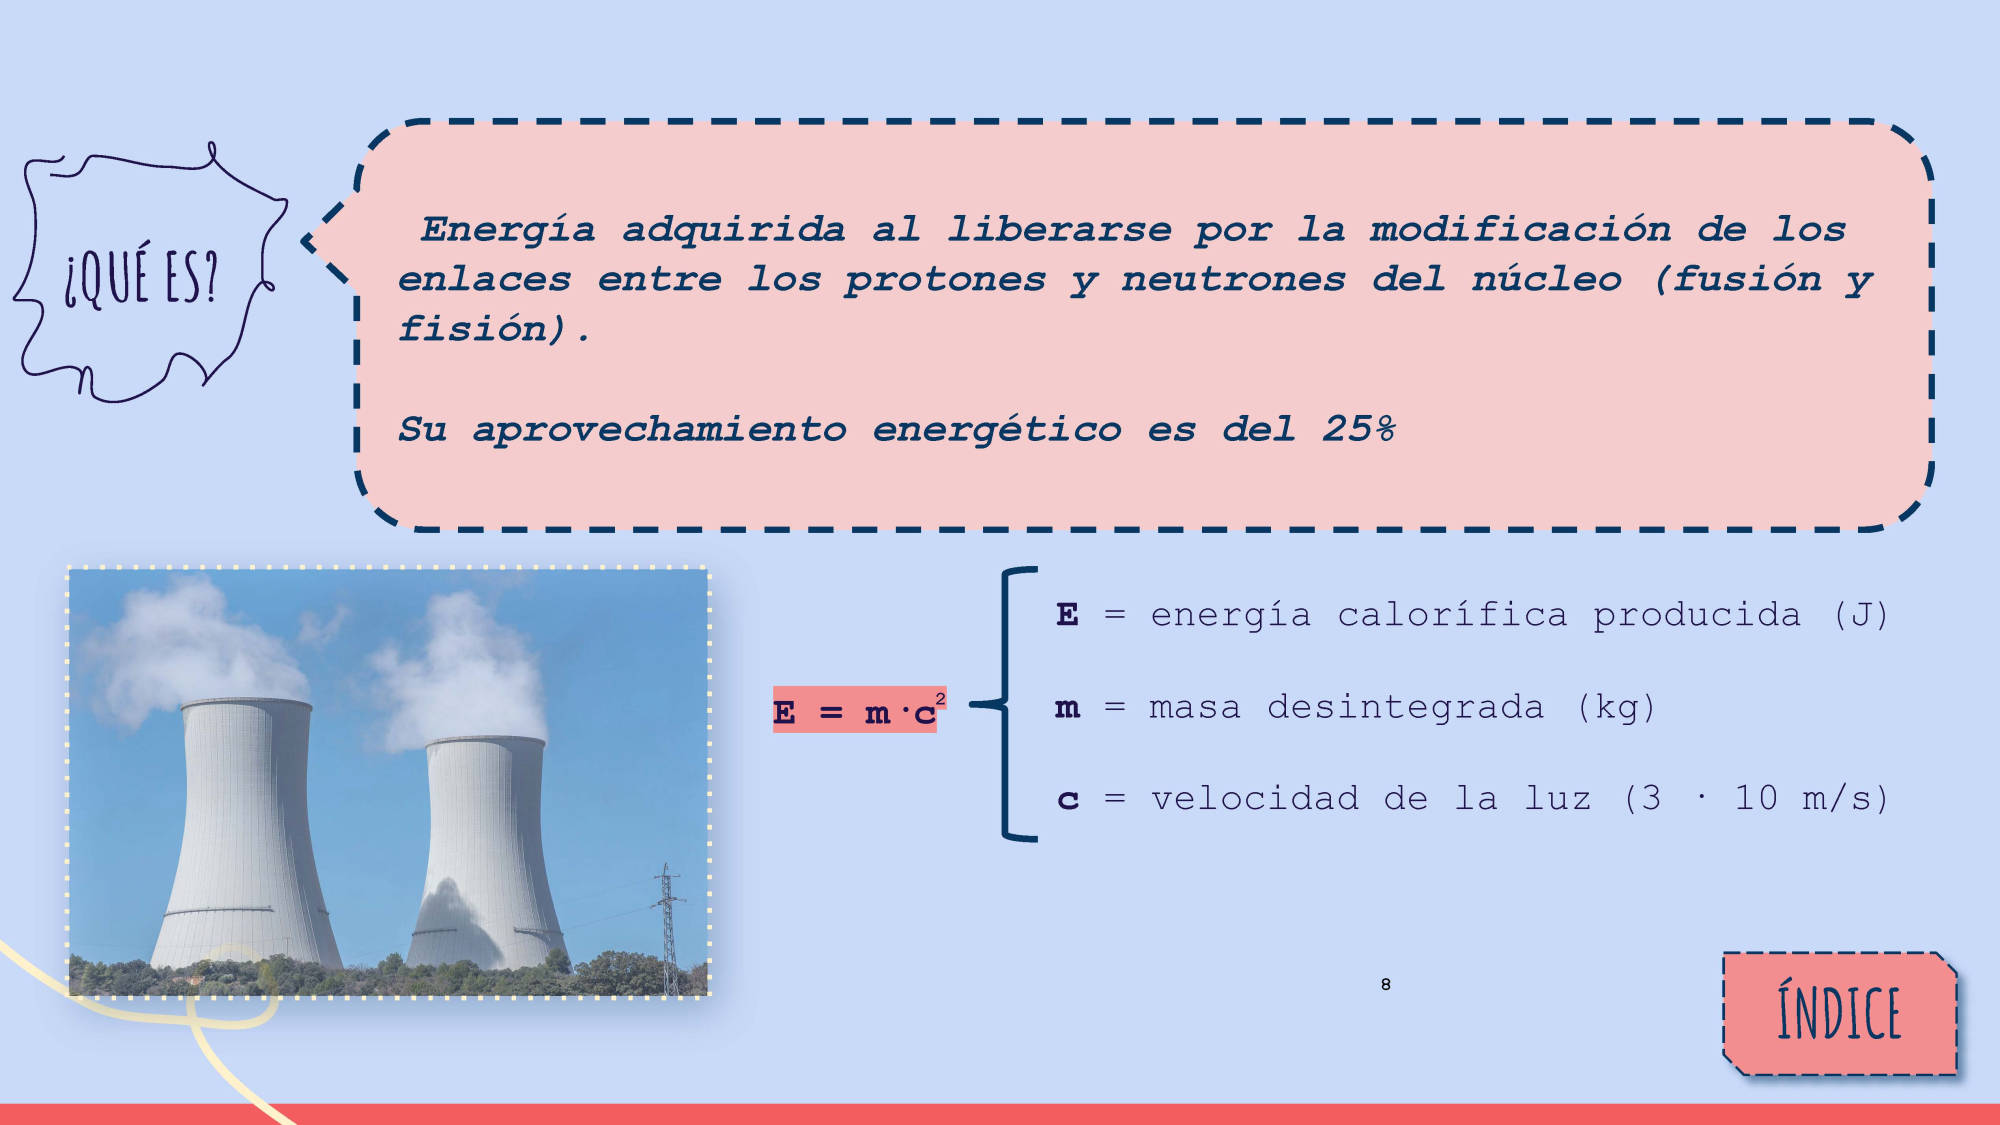 ¿QUÉ ES?
Energía adquirida al liberarse por la modificación de los
enlaces entre los protones y neutrones del núcleo (fusión y
fisión).
Su aprovechamiento energético es del 25%
E = m·c²
E = energía calorífica producida (J)
m = masa desintegrada (kg)
c = velocidad de la luz (3 · 10 m/s)
8
ÍNDICE